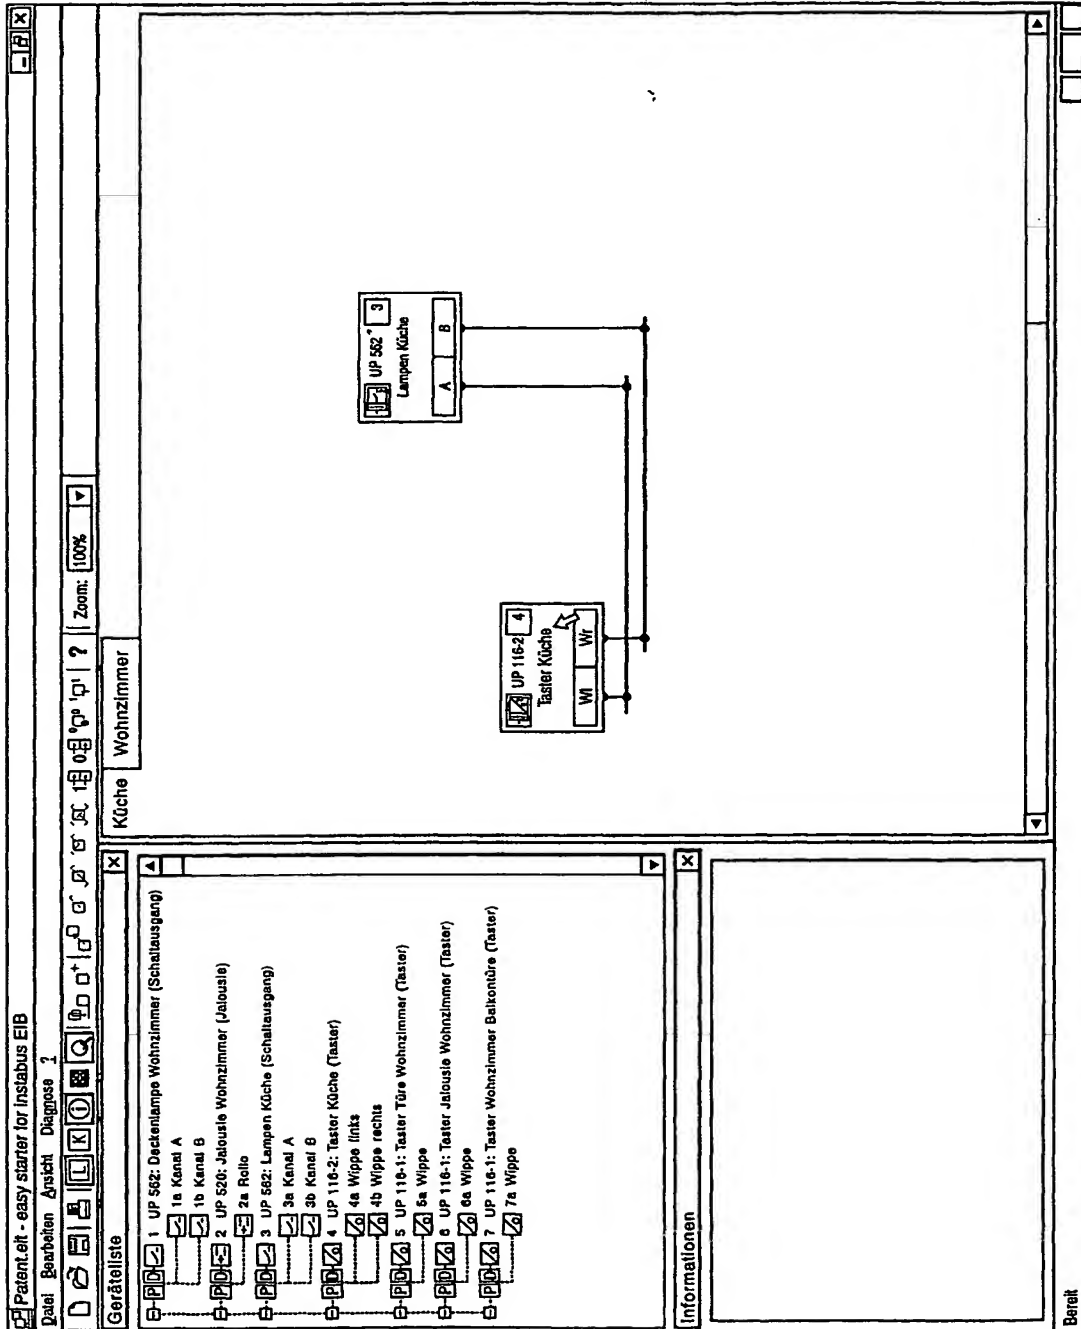 Patent.elt - easy starter for Instabus EIB
Datei Bearbeiten Ansicht Diagnose ?
L K i ? Zoom: 100%
Geräteliste
P D 1 UP 562: Deckenlampe Wohnzimmer (Schaltausgang)
1a Kanal A
1b Kanal B
P D 2 UP 520: Jalousie Wohnzimmer (Jalousie)
2a Rollo
P D 3 UP 562: Lampen Küche (Schaltausgang)
3a Kanal A
3b Kanal B
P D 4 UP 116-2: Taster Küche (Taster)
4a Wippe links
4b Wippe rechts
P D 5 UP 116-1: Taster Türe Wohnzimmer (Taster)
5a Wippe
P D 6 UP 116-1: Taster Jalousie Wohnzimmer (Taster)
6a Wippe
P D 7 UP 116-1: Taster Wohnzimmer Balkontüre (Taster)
7a Wippe
Informationen
Küche Wohnzimmer
UP 116-2 4
Taster Küche
Wl Wr
UP 562 * 3
Lampen Küche
A B
Bereit